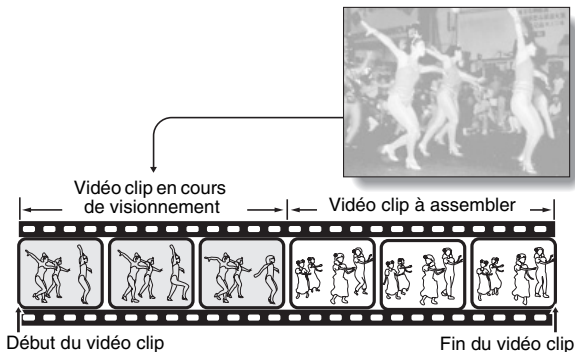 Vidéo clip en cours
de visionnement
Vidéo clip à assembler
Début du vidéo clip
Fin du vidéo clip